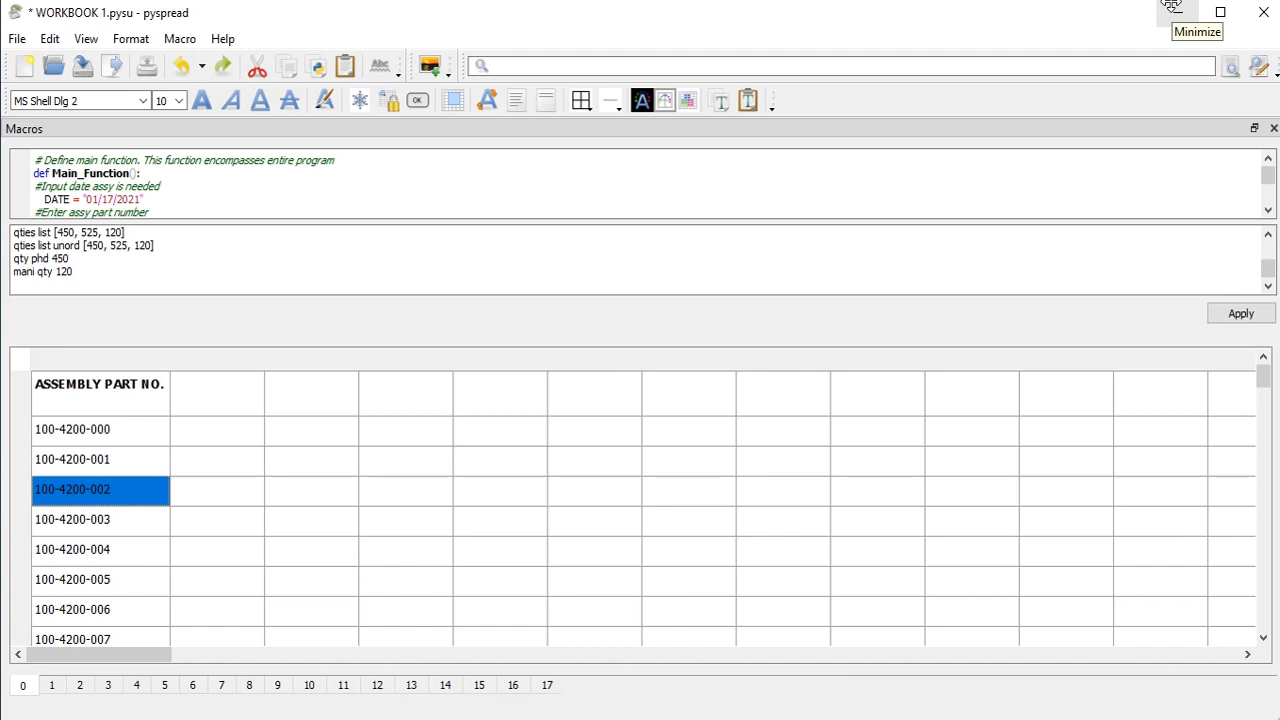 * WORKBOOK 1.pysu - pyspread
Minimize
File Edit View Format Macro Help
Abc
MS Shell Dlg 2 10 A A A A OK A A T T
Macros
# Define main function. This function encompasses entire program
def Main_Function():
#Input date assy is needed
DATE = "01/17/2021"
#Enter assy part number
qties list [450, 525, 120]
qties list unord [450, 525, 120]
qty phd 450
mani qty 120
Apply
ASSEMBLY PART NO.
100-4200-000
100-4200-001
100-4200-002
100-4200-003
100-4200-004
100-4200-005
100-4200-006
100-4200-007
0 1 2 3 4 5 6 7 8 9 10 11 12 13 14 15 16 17